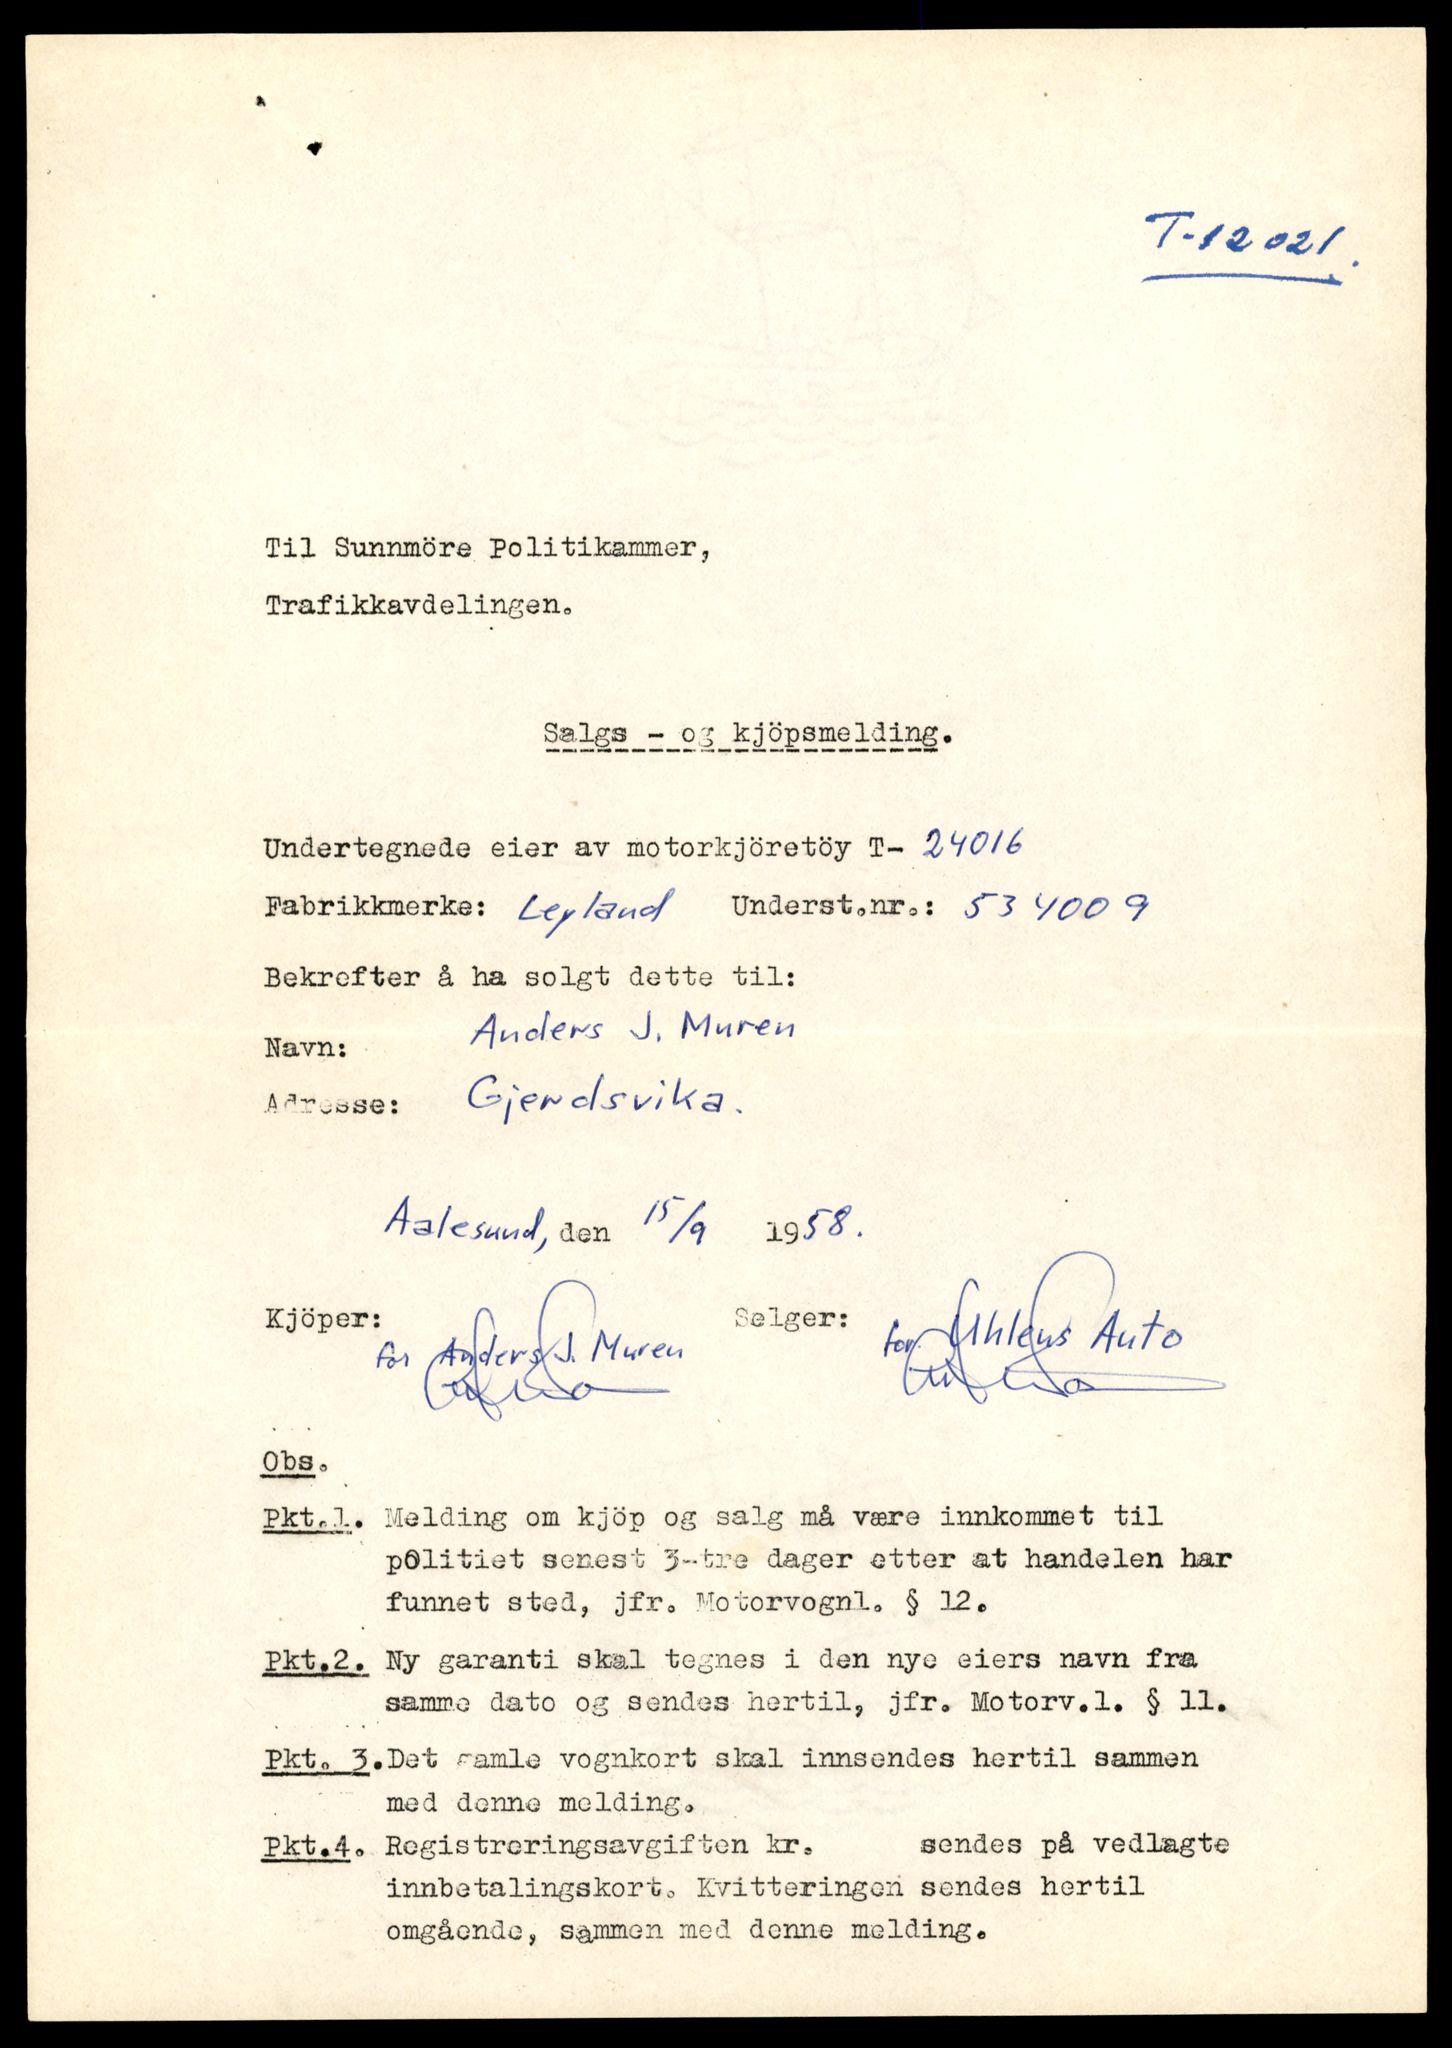 T-12021.
Til Sunnmöre Politikammer,
Trafikkavdelingen.
Salgs - og kjöpsmelding.
Undertegnede eier av motorkjöretöy T- 24016
Fabrikkmerke: Leyland Underst.nr.: 534009
Bekrefter å ha solgt dette til:
Navn: Anders J. Muren
Adresse: Gjerdsvika.
Aalesund, den 15/9 1958.
Kjöper: Selger:
for Anders J. Muren for Uhlens Auto
Obs.
Pkt.1. Melding om kjöp og salg må være innkommet til
politiet senest 3-tre dager etter at handelen har
funnet sted, jfr. Motorvognl. § 12.
Pkt.2. Ny garanti skal tegnes i den nye eiers navn fra
samme dato og sendes hertil, jfr. Motorv.l. § 11.
Pkt. 3. Det gamle vognkort skal innsendes hertil sammen
med denne melding.
Pkt.4. Registreringsavgiften kr. sendes på vedlagte
innbetalingskort. Kvitteringen sendes hertil
omgående, sammen med denne melding.